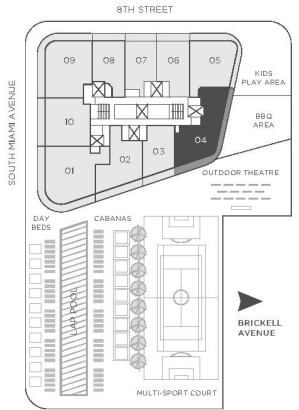 8TH STREET
SOUTH MIAMI AVENUE
09
08
07
06
05
KIDS
PLAY AREA
BBQ
AREA
10
04
03
02
01
OUTDOOR THEATRE
DAY
BEDS
CABANAS
LAP POOL
BRICKELL
AVENUE
MULTI-SPORT COURT